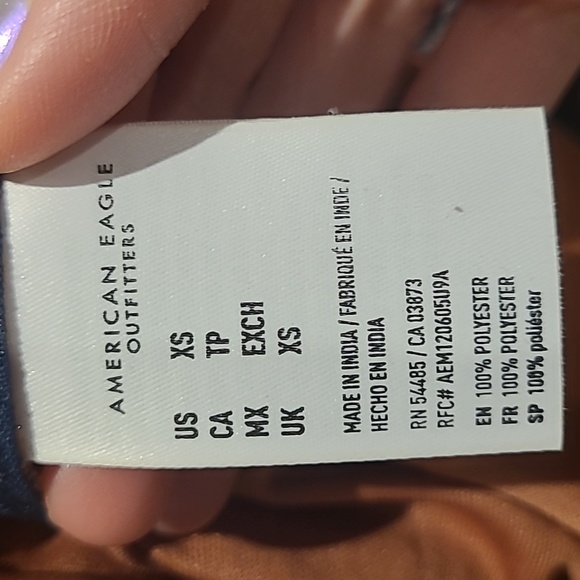 AMERICAN EAGLE
OUTFITTERS
US XS
CA TP
MX EXCH
UK XS
MADE IN INDIA / FABRIQUÉ EN INDE /
HECHO EN INDIA
RN 54485 / CA 03873
RFC# AEM120605U9A
EN 100% POLYESTER
FR 100% POLYESTER
SP 100% poliéster